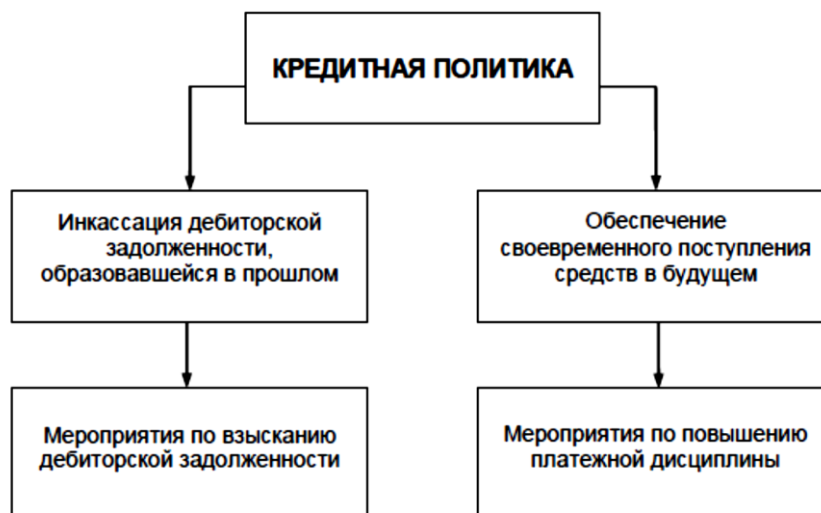 КРЕДИТНАЯ ПОЛИТИКА
Инкассация дебиторской
задолженности,
образовавшейся в прошлом
Обеспечение
своевременного поступления
средств в будущем
Мероприятия по взысканию
дебиторской задолженности
Мероприятия по повышению
платежной дисциплины